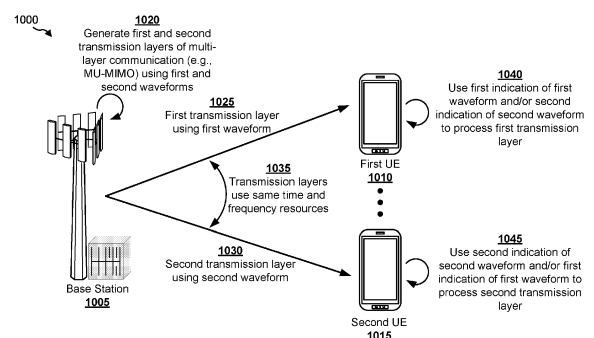 1000
1020
Generate first and second
transmission layers of multi-
layer communication (e.g.,
MU-MIMO) using first and
second waveforms
1025
First transmission layer
using first waveform
1035
Transmission layers
use same time and
frequency resources
1030
Second transmission layer
using second waveform
Base Station
1005
First UE
1010
1040
Use first indication of first
waveform and/or second
indication of second waveform
to process first transmission
layer
1045
Use second indication of
second waveform and/or first
indication of first waveform to
process second transmission
layer
Second UE
1015